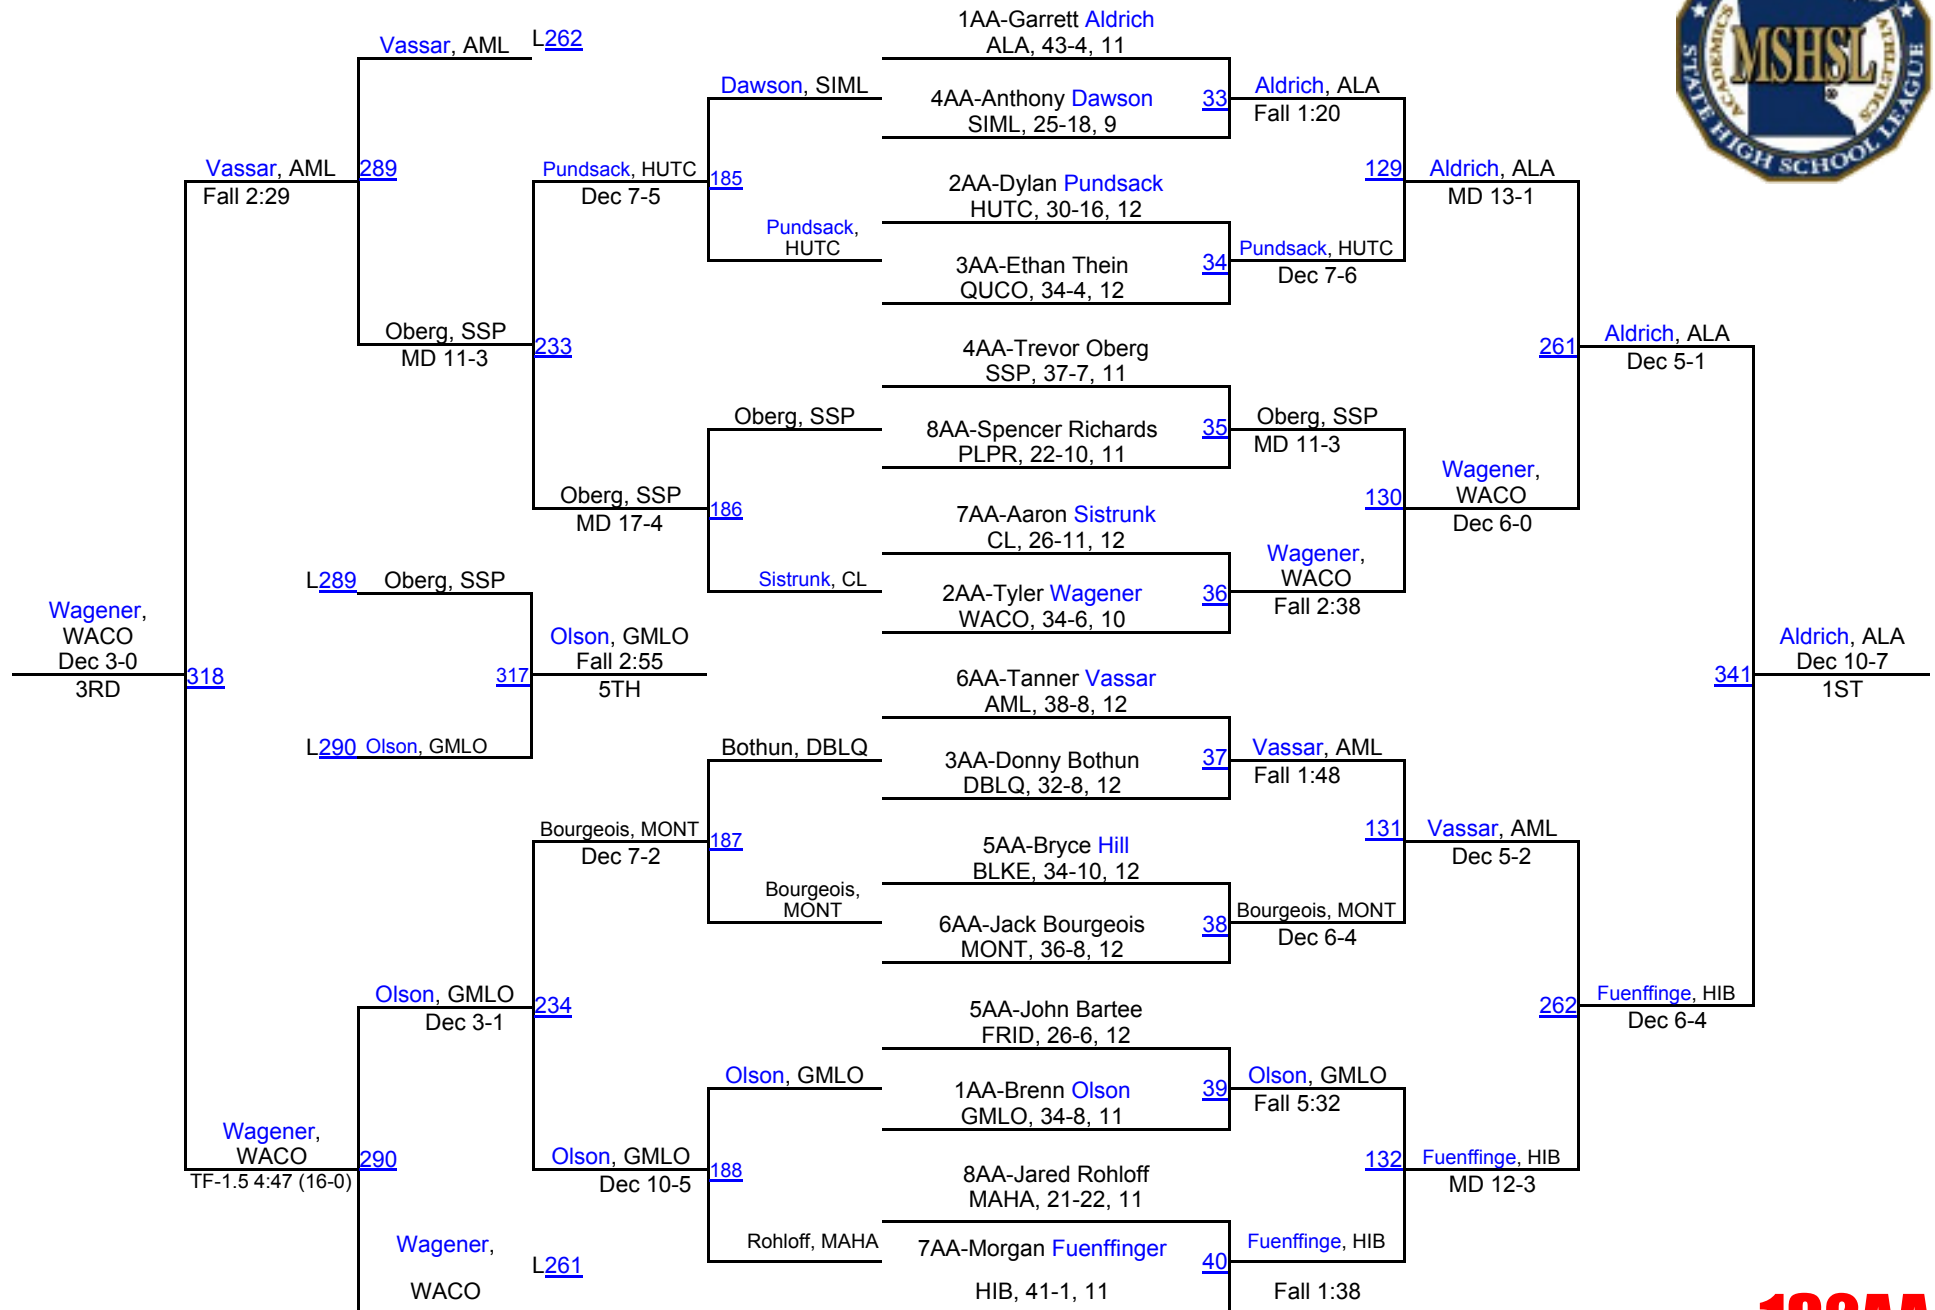 1AA-Garrett Aldrich
ALA, 43-4, 11
Vassar, AML L262
Dawson, SIML
4AA-Anthony Dawson 33
SIML, 25-18, 9
Aldrich, ALA
Fall 1:20
Vassar, AML 289
Fall 2:29
Pundsack, HUTC 185
Dec 7-5
2AA-Dylan Pundsack
HUTC, 30-16, 12
129 Aldrich, ALA
MD 13-1
Pundsack,
HUTC
3AA-Ethan Thein 34
QUCO, 34-4, 12
Pundsack, HUTC
Dec 7-6
Oberg, SSP 233
MD 11-3
4AA-Trevor Oberg
SSP, 37-7, 11
261 Aldrich, ALA
Dec 5-1
Oberg, SSP
8AA-Spencer Richards 35
PLPR, 22-10, 11
Oberg, SSP
MD 11-3
Oberg, SSP 186
MD 17-4
7AA-Aaron Sistrunk
CL, 26-11, 12
130 Wagener,
WACO
Dec 6-0
L289 Oberg, SSP
Sistrunk, CL
2AA-Tyler Wagener 36
WACO, 34-6, 10
Wagener,
WACO
Fall 2:38
Wagener,
WACO
Dec 3-0
3RD
318
317 Olson, GMLO
Fall 2:55
5TH
6AA-Tanner Vassar
AML, 38-8, 12
341 Aldrich, ALA
Dec 10-7
1ST
L290 Olson, GMLO
Bothun, DBLQ
3AA-Donny Bothun 37
DBLQ, 32-8, 12
Vassar, AML
Fall 1:48
Bourgeois, MONT 187
Dec 7-2
5AA-Bryce Hill
BLKE, 34-10, 12
131 Vassar, AML
Dec 5-2
Bourgeois,
MONT
6AA-Jack Bourgeois 38
MONT, 36-8, 12
Bourgeois, MONT
Dec 6-4
Olson, GMLO 234
Dec 3-1
5AA-John Bartee
FRID, 26-6, 12
262 Fuenffinge, HIB
Dec 6-4
Olson, GMLO
1AA-Brenn Olson 39
GMLO, 34-8, 11
Olson, GMLO
Fall 5:32
Wagener,
WACO 290
TF-1.5 4:47 (16-0)
Olson, GMLO 188
Dec 10-5
8AA-Jared Rohloff
MAHA, 21-22, 11
132 Fuenffinge, HIB
MD 12-3
Wagener,
WACO
L261
Rohloff, MAHA
7AA-Morgan Fuenffinger 40
HIB, 41-1, 11
Fuenffinge, HIB
Fall 1:38
MSHSL
ACADEMICS
ATHLETICS
STATE HIGH SCHOOL LEAGUE